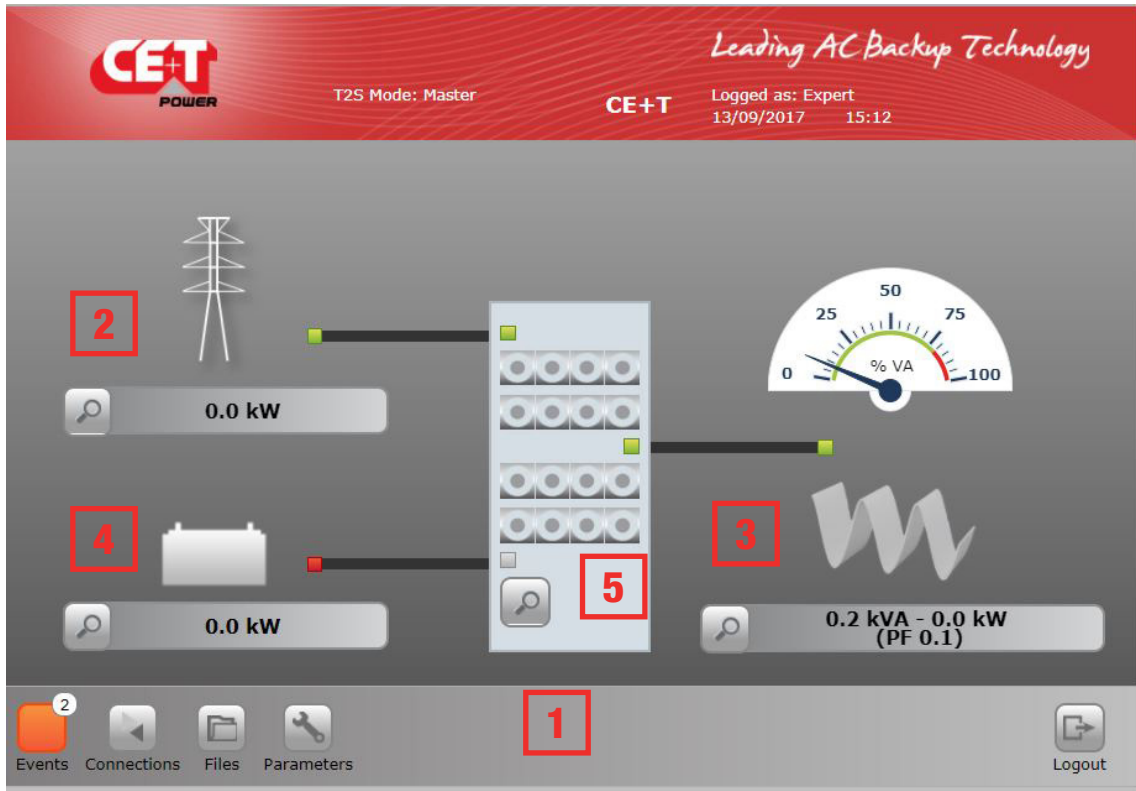 CE+T
POWER
Leading AC Backup Technology
T2S Mode: Master
CE+T
Logged as: Expert
13/09/2017 15:12
2
0.0 kW
0
25
50
75
100
% VA
4
0.0 kW
5
3
0.2 kVA - 0.0 kW
(PF 0.1)
2
Events
Connections
Files
Parameters
1
Logout